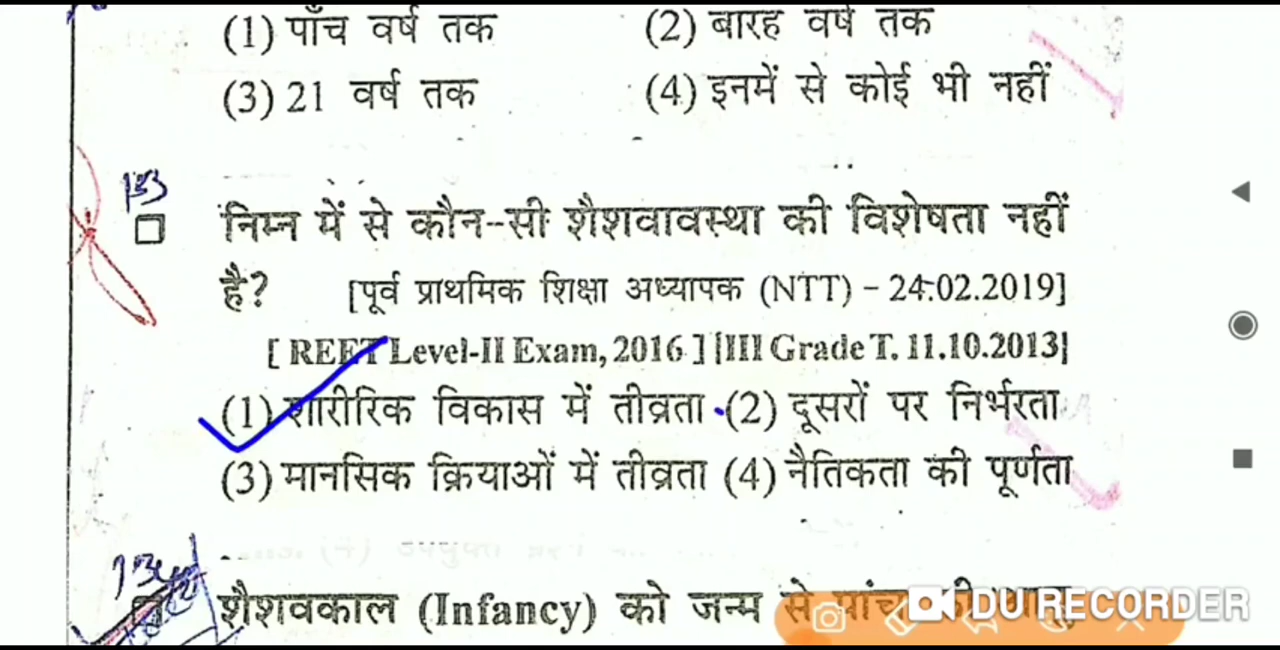 (1) पाँच वर्ष तक (2) बारह वर्ष तक
(3) 21 वर्ष तक (4) इनमें से कोई भी नहीं
153
निम्न में से कौन-सी शैशवावस्था की विशेषता नहीं
है? [पूर्व प्राथमिक शिक्षा अध्यापक (NTT) - 24.02.2019]
[ REET Level-II Exam, 2016 ] [III Grade T. 11.10.2013]
(1) शारीरिक विकास में तीव्रता (2) दूसरों पर निर्भरता
(3) मानसिक क्रियाओं में तीव्रता (4) नैतिकता की पूर्णता
शैशवकाल (Infancy) को जन्म से पांच
DU RECORDER